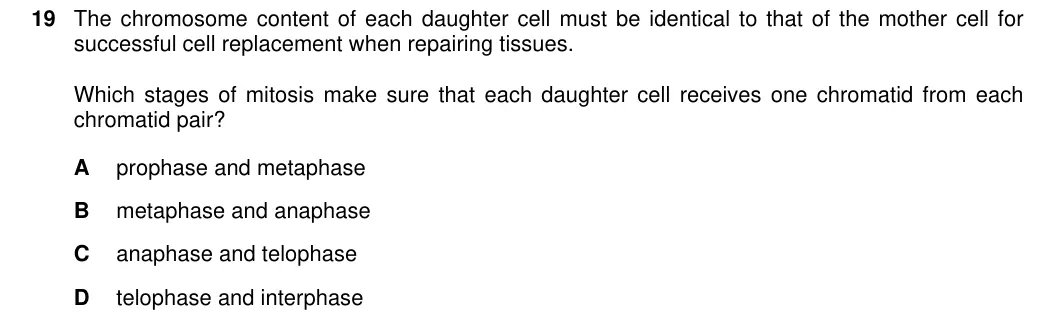 19 The chromosome content of each daughter cell must be identical to that of the mother cell for
successful cell replacement when repairing tissues.
Which stages of mitosis make sure that each daughter cell receives one chromatid from each
chromatid pair?
A prophase and metaphase
B metaphase and anaphase
C anaphase and telophase
D telophase and interphase